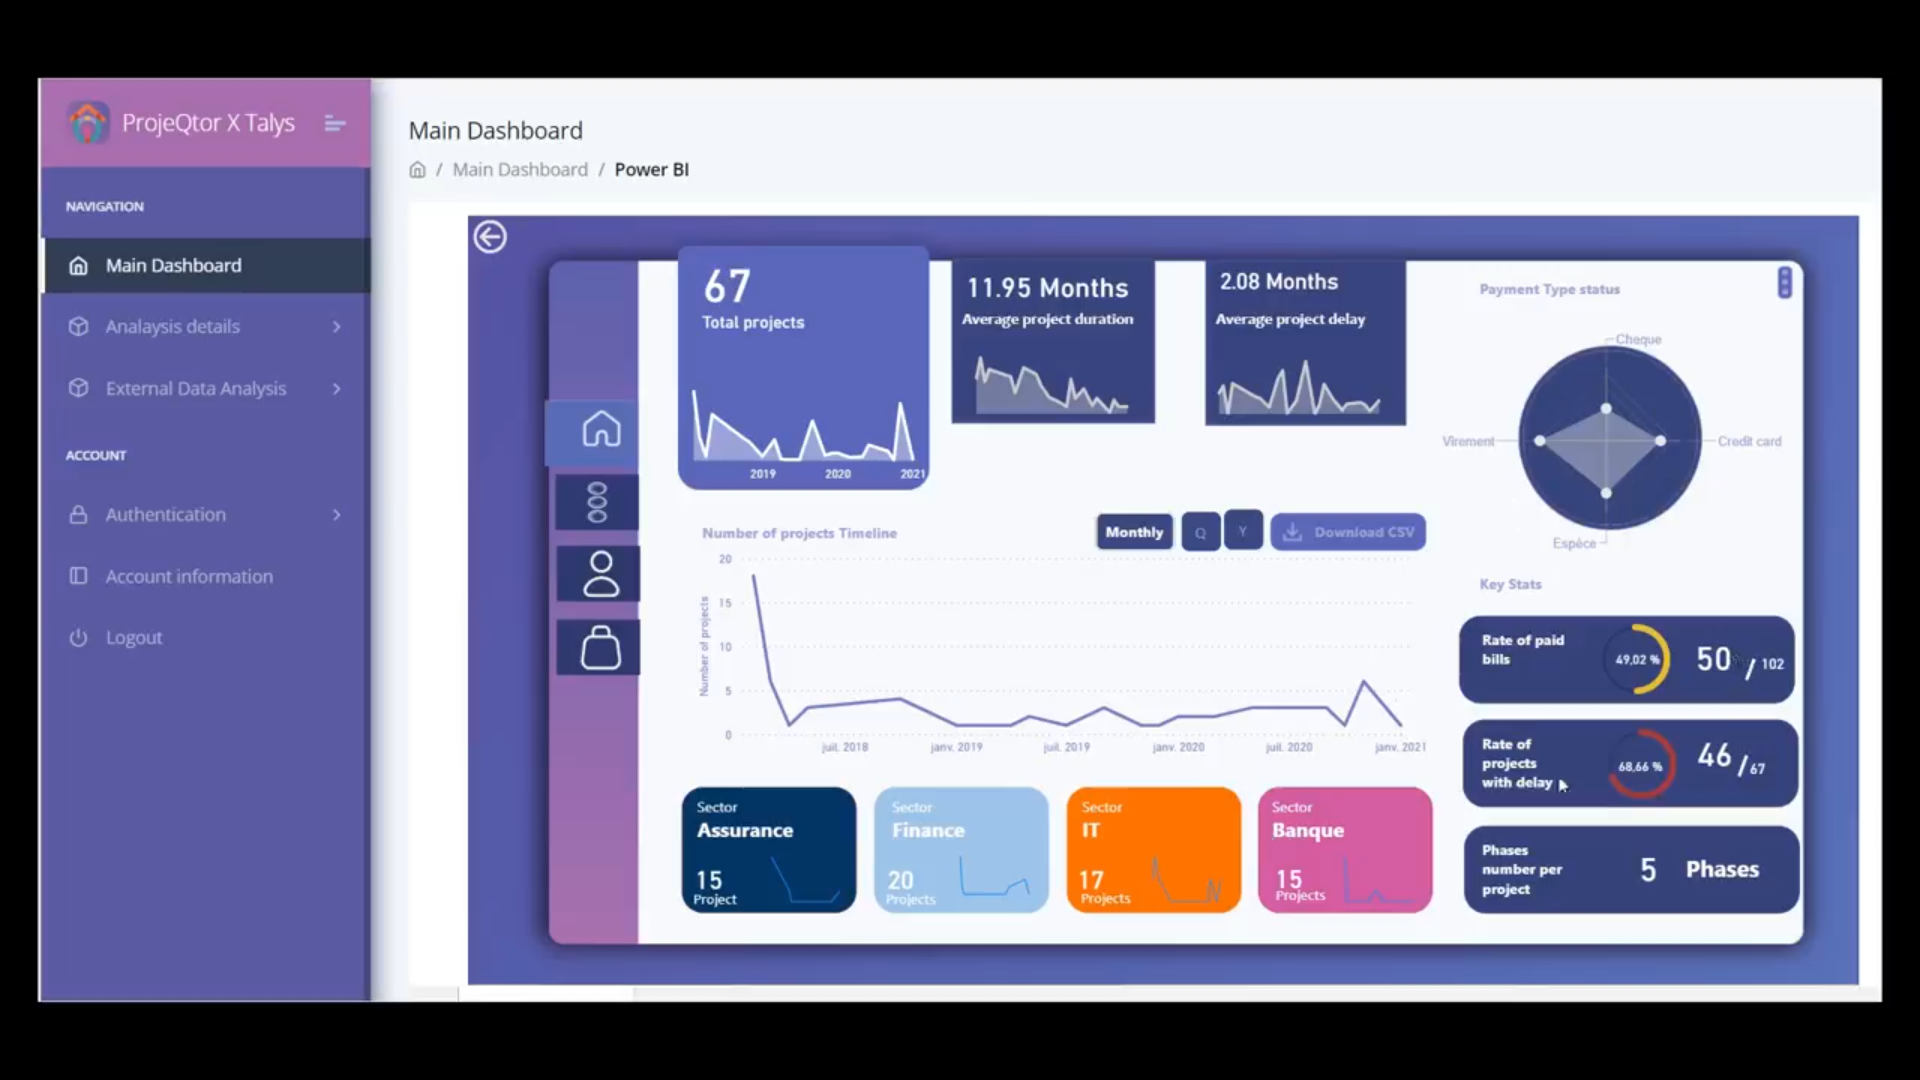 ProjeQtor X Talys
NAVIGATION
Main Dashboard
Analaysis details
External Data Analysis
ACCOUNT
Authentication
Account information
Logout
Main Dashboard
/ Main Dashboard / Power BI
67
Total projects
2019 2020 2021
11.95 Months
Average project duration
2.08 Months
Average project delay
Payment Type status
Cheque
Virement
Credit card
Espèce
Number of projects Timeline
Monthly
Q
Y
Download CSV
Number of projects
20
15
10
5
0
juil. 2018 janv. 2019 juil. 2019 janv. 2020 juil. 2020 janv. 2021
Key Stats
Rate of paid
bills
49,02 %
50 / 102
Rate of
projects
with delay
68,66 %
46 / 67
Phases
number per
project
5 Phases
Sector
Assurance
15
Project
Sector
Finance
20
Projects
Sector
IT
17
Projects
Sector
Banque
15
Projects